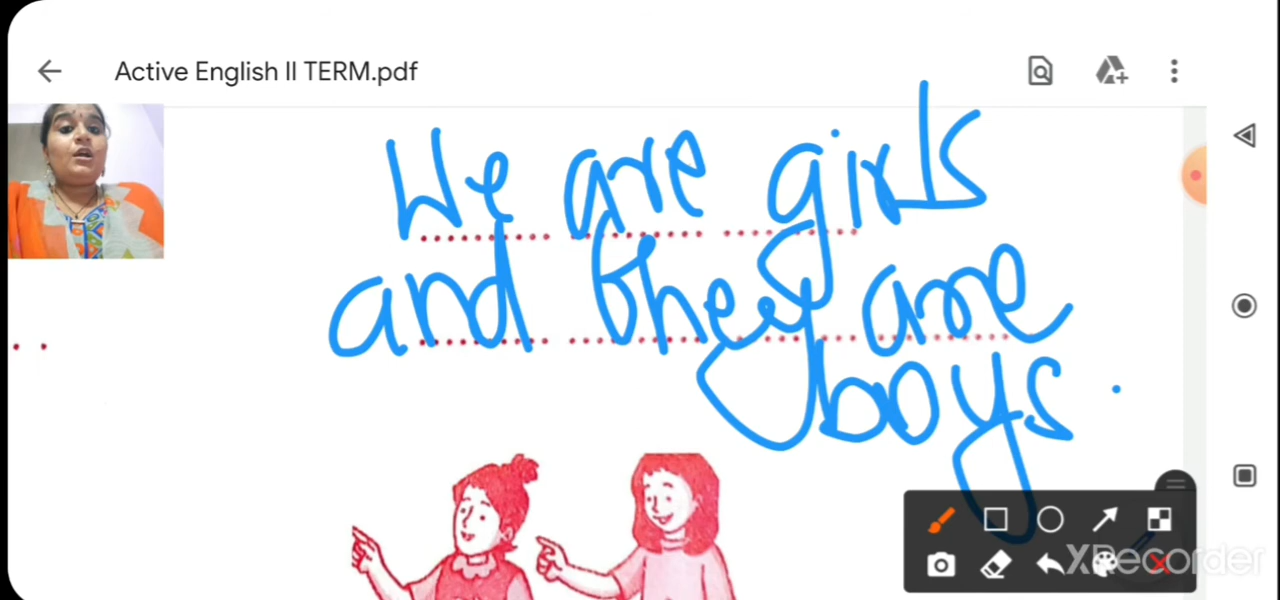 Active English II TERM.pdf
We are girls
and they are
boys.
XRecorder